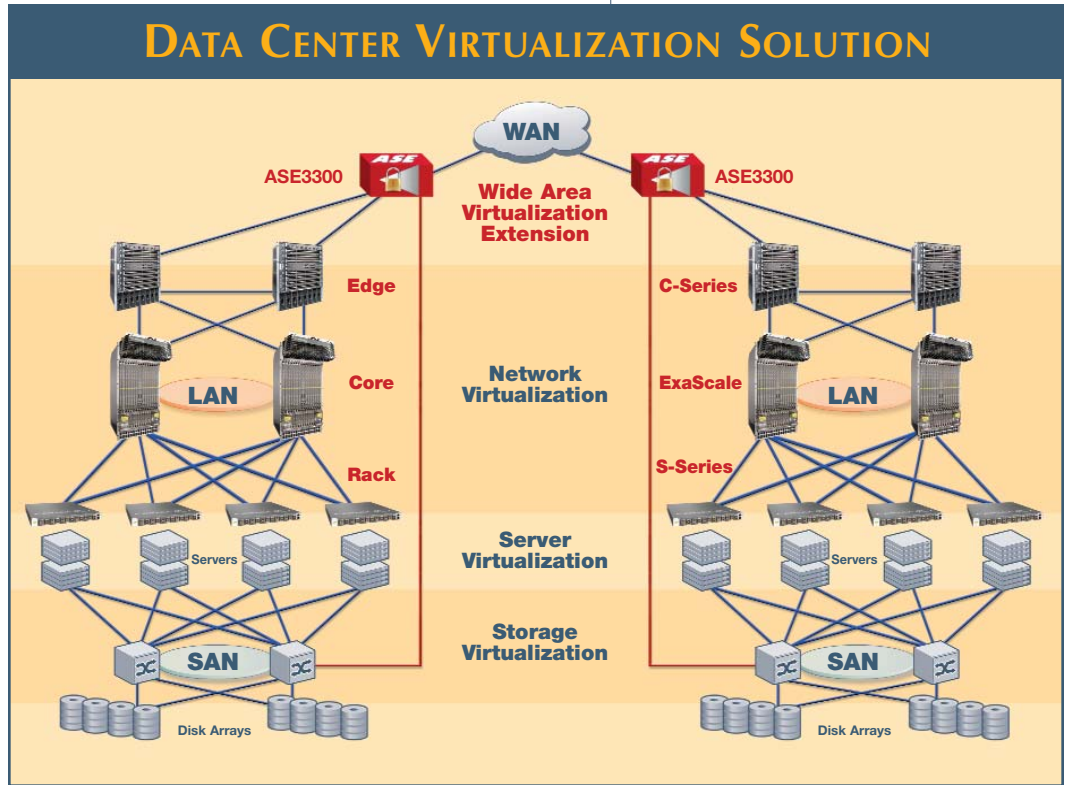 DATA CENTER VIRTUALIZATION SOLUTION
WAN
ASE
ASE
ASE3300
ASE3300
Wide Area
Virtualization
Extension
Edge
C-Series
Network
Virtualization
LAN
Core
ExaScale
LAN
Rack
S-Series
Server
Virtualization
Servers
Servers
Storage
Virtualization
SAN
SAN
Disk Arrays
Disk Arrays